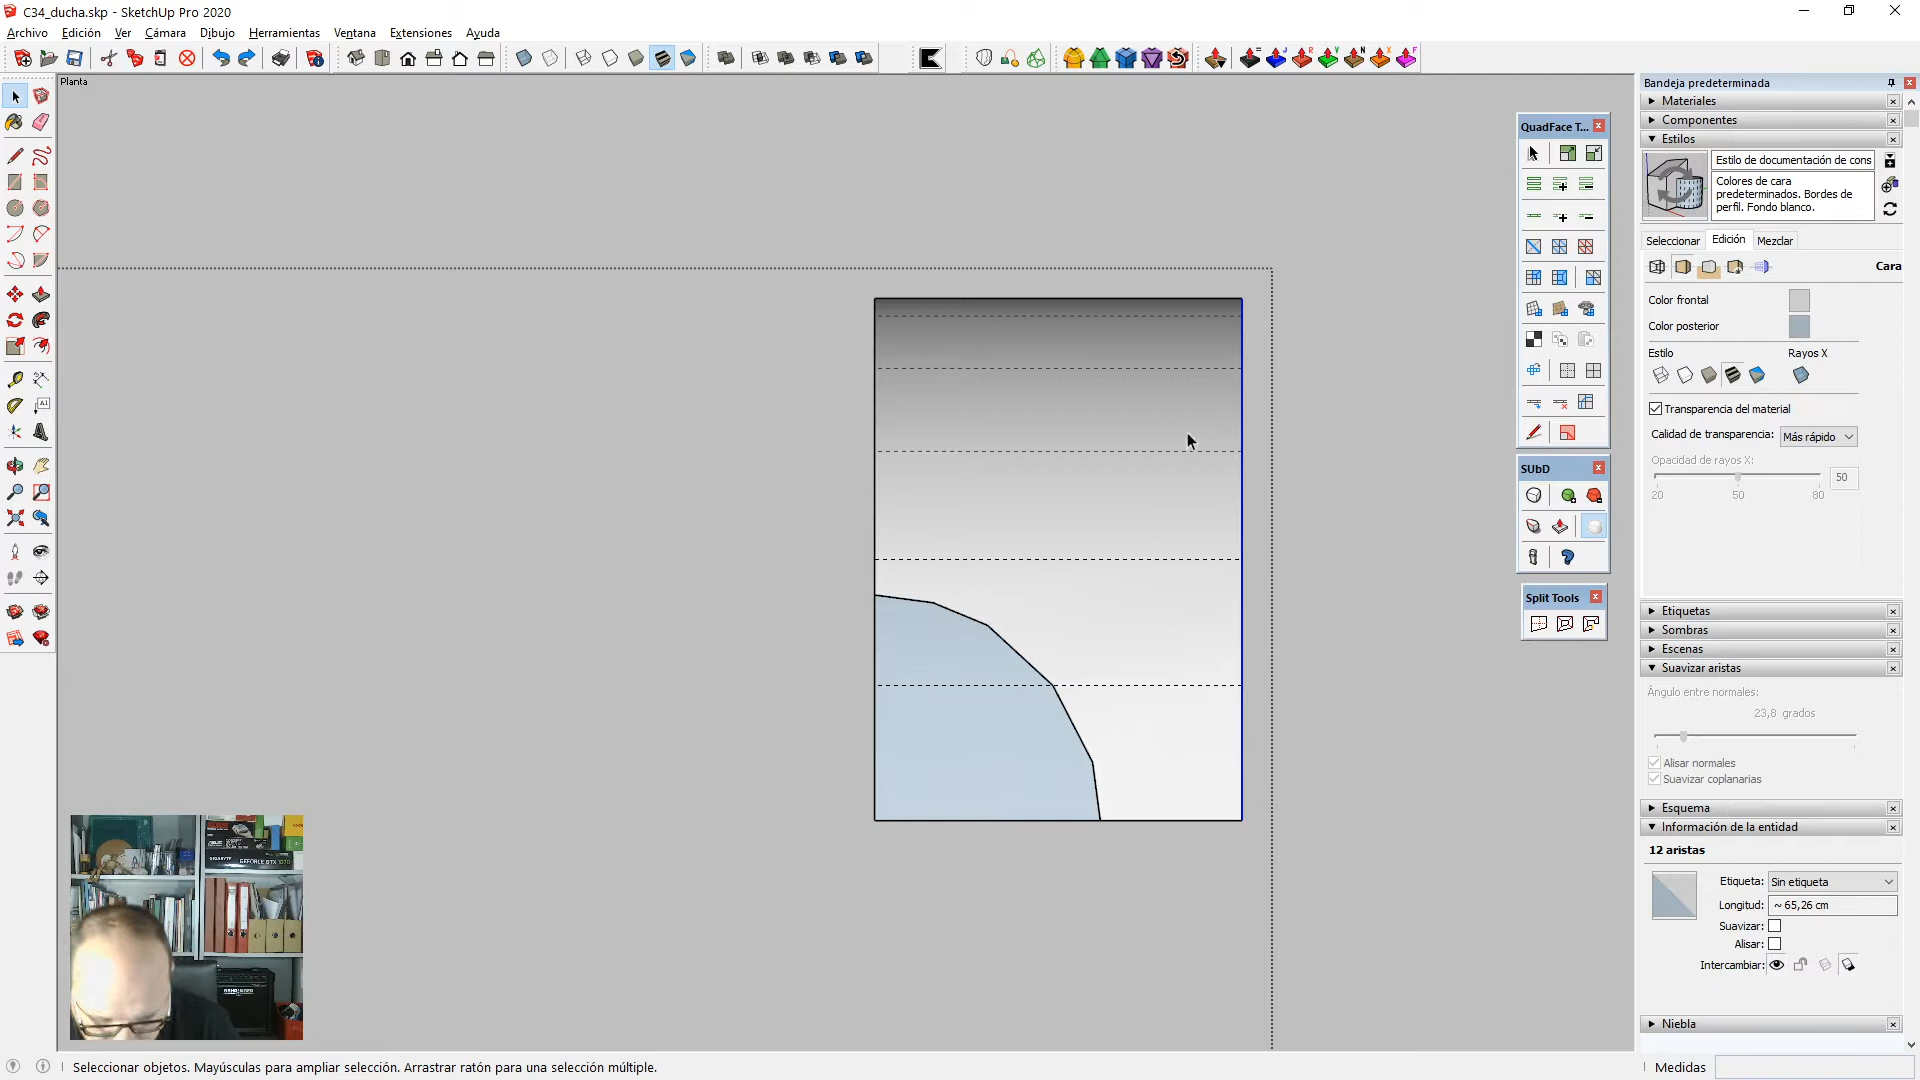 C34_ducha.skp - SketchUp Pro 2020
Archivo Edición Ver Cámara Dibujo Herramientas Ventana Extensiones Ayuda
Planta
Bandeja predeterminada
Materiales
Componentes
Estilos
Estilo de documentación de cons
Colores de cara
predeterminados. Bordes de
perfil. Fondo blanco.
Seleccionar Edición Mezclar
Cara
Color frontal
Color posterior
Estilo Rayos X
Transparencia del material
Calidad de transparencia: Más rápido
Opacidad de rayos X:
50
20 50 80
Etiquetas
Sombras
Escenas
Suavizar aristas
Ángulo entre normales:
23,8 grados
Alisar normales
Suavizar coplanarias
Esquema
Información de la entidad
12 aristas
Etiqueta: Sin etiqueta
Longitud: ~ 65,26 cm
Suavizar:
Alisar:
Intercambiar:
Niebla
QuadFace T...
SUbD
Split Tools
A1
GIGABYTE
GEFORCE GTX 1070
Seleccionar objetos. Mayúsculas para ampliar selección. Arrastrar ratón para una selección múltiple.
Medidas